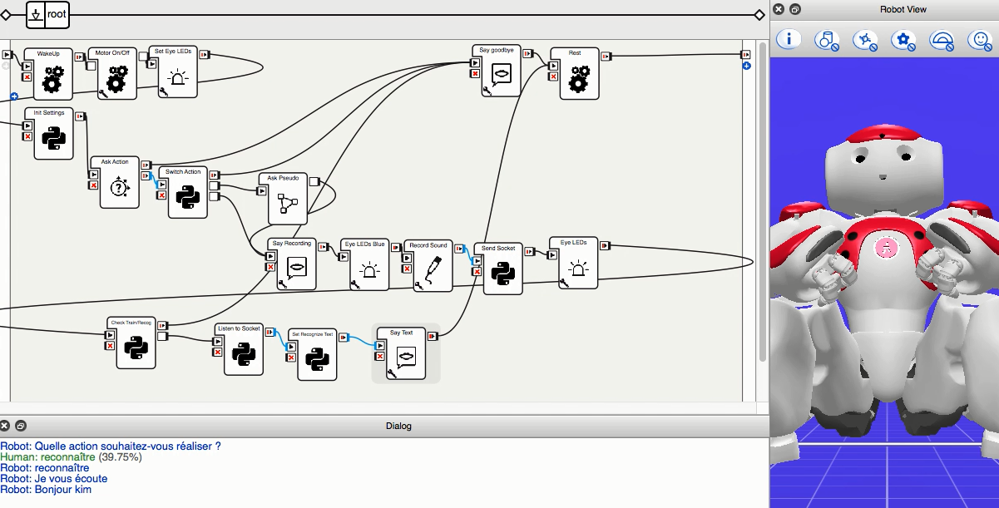 root
Robot View
WakeUp
Motor On/Off
Set Eye LEDs
Say goodbye
Rest
Init Settings
Ask Action
Switch Action
Ask Pseudo
Say Recording
Eye LEDs Blue
Record Sound
Send Socket
Eye LEDs
Check Train/Recog
Listen to Socket
Set Recognize Text
Say Text
Dialog
Robot: Quelle action souhaitez-vous réaliser ?
Human: reconnaître (39.75%)
Robot: reconnaître
Robot: Je vous écoute
Robot: Bonjour kim